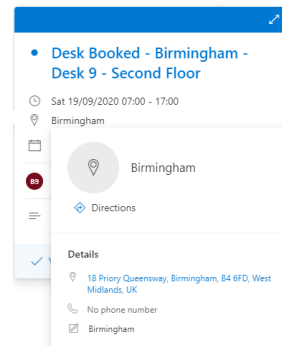 Desk Booked - Birmingham -
Desk 9 - Second Floor
Sat 19/09/2020 07:00 - 17:00
Birmingham
B9
Birmingham
Directions
Details
18 Priory Queensway, Birmingham, B4 6FD, West
Midlands, UK
No phone number
Birmingham